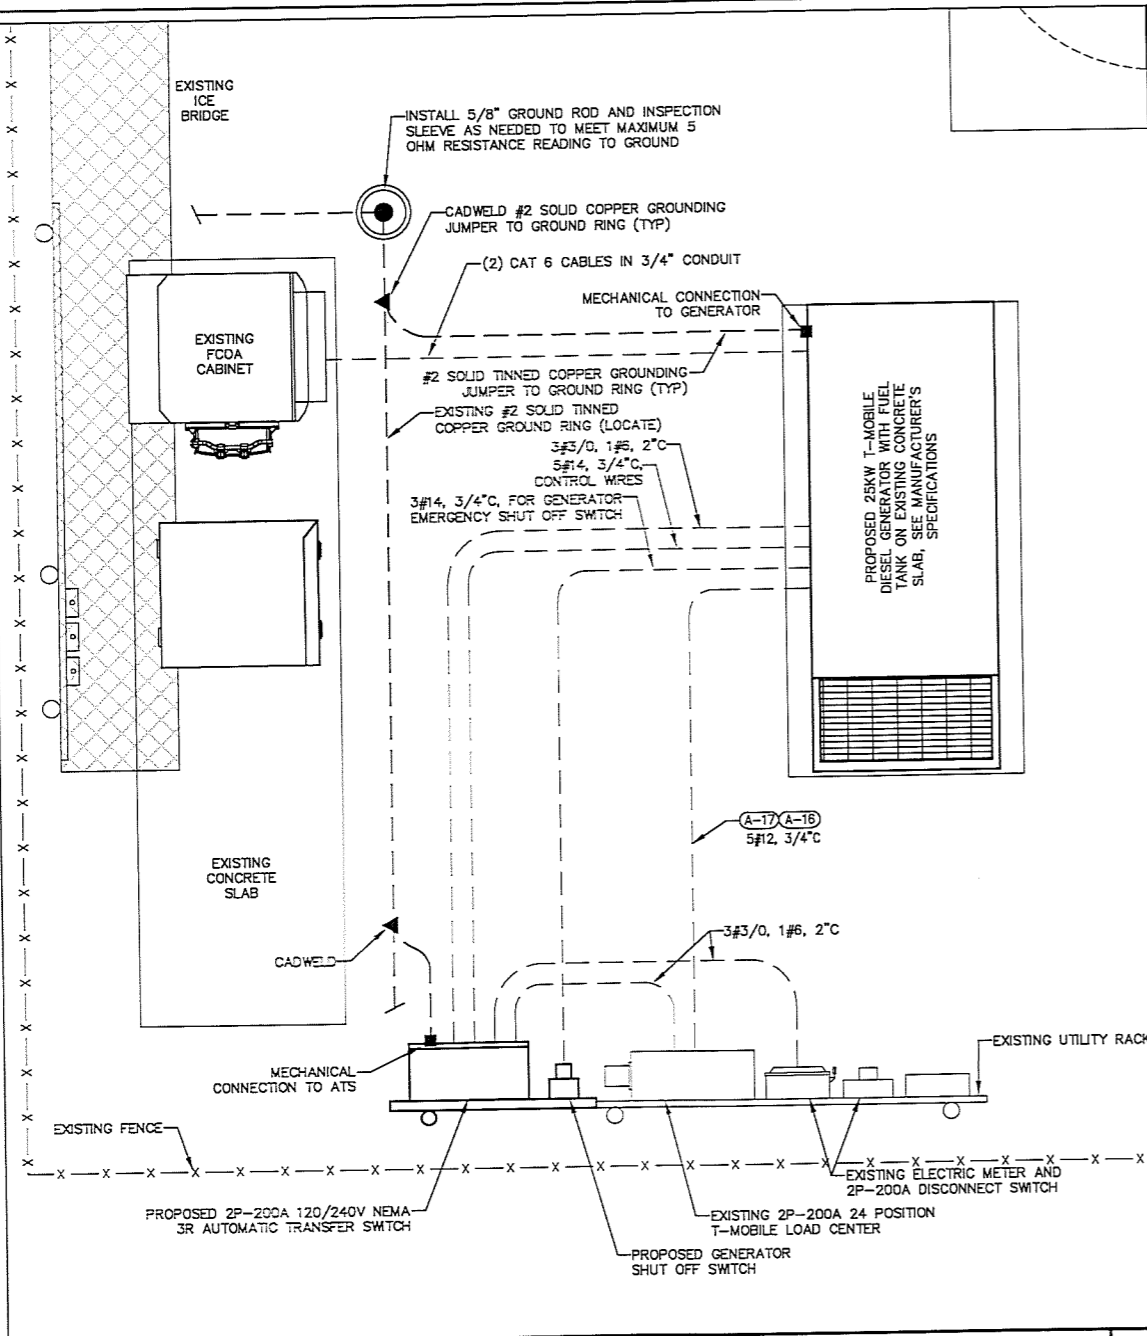 EXISTING
ICE
BRIDGE
INSTALL 5/8" GROUND ROD AND INSPECTION
SLEEVE AS NEEDED TO MEET MAXIMUM 5
OHM RESISTANCE READING TO GROUND
CADWELD #2 SOLID COPPER GROUNDING
JUMPER TO GROUND RING (TYP)
(2) CAT 6 CABLES IN 3/4" CONDUIT
MECHANICAL CONNECTION
TO GENERATOR
EXISTING
FCOA
CABINET
#2 SOLID TINNED COPPER GROUNDING
JUMPER TO GROUND RING (TYP)
EXISTING #2 SOLID TINNED
COPPER GROUND RING (LOCATE)
3#3/0, 1#6, 2"C
5#14, 3/4"C,
CONTROL WIRES
3#14, 3/4"C, FOR GENERATOR
EMERGENCY SHUT OFF SWITCH
PROPOSED 25KW T-MOBILE
DIESEL GENERATOR WITH FUEL
TANK ON EXISTING CONCRETE
SLAB, SEE MANUFACTURER'S
SPECIFICATIONS
A-17 A-16
5#12, 3/4"C
EXISTING
CONCRETE
SLAB
3#3/0, 1#6, 2"C
CADWELD
EXISTING UTILITY RACK
MECHANICAL
CONNECTION TO ATS
EXISTING FENCE
EXISTING ELECTRIC METER AND
2P-200A DISCONNECT SWITCH
PROPOSED 2P-200A 120/240V NEMA
3R AUTOMATIC TRANSFER SWITCH
EXISTING 2P-200A 24 POSITION
T-MOBILE LOAD CENTER
PROPOSED GENERATOR
SHUT OFF SWITCH